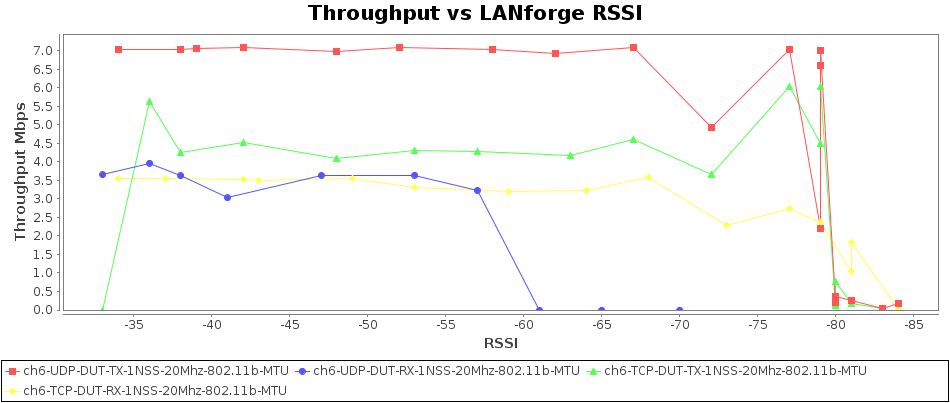 Throughput vs LANforge RSSI
Throughput Mbps
7.0
6.5
6.0
5.5
5.0
4.5
4.0
3.5
3.0
2.5
2.0
1.5
1.0
0.5
0.0
-35 -40 -45 -50 -55 -60 -65 -70 -75 -80 -85
RSSI
ch6-UDP-DUT-TX-1NSS-20Mhz-802.11b-MTU ch6-UDP-DUT-RX-1NSS-20Mhz-802.11b-MTU ch6-TCP-DUT-TX-1NSS-20Mhz-802.11b-MTU
ch6-TCP-DUT-RX-1NSS-20Mhz-802.11b-MTU